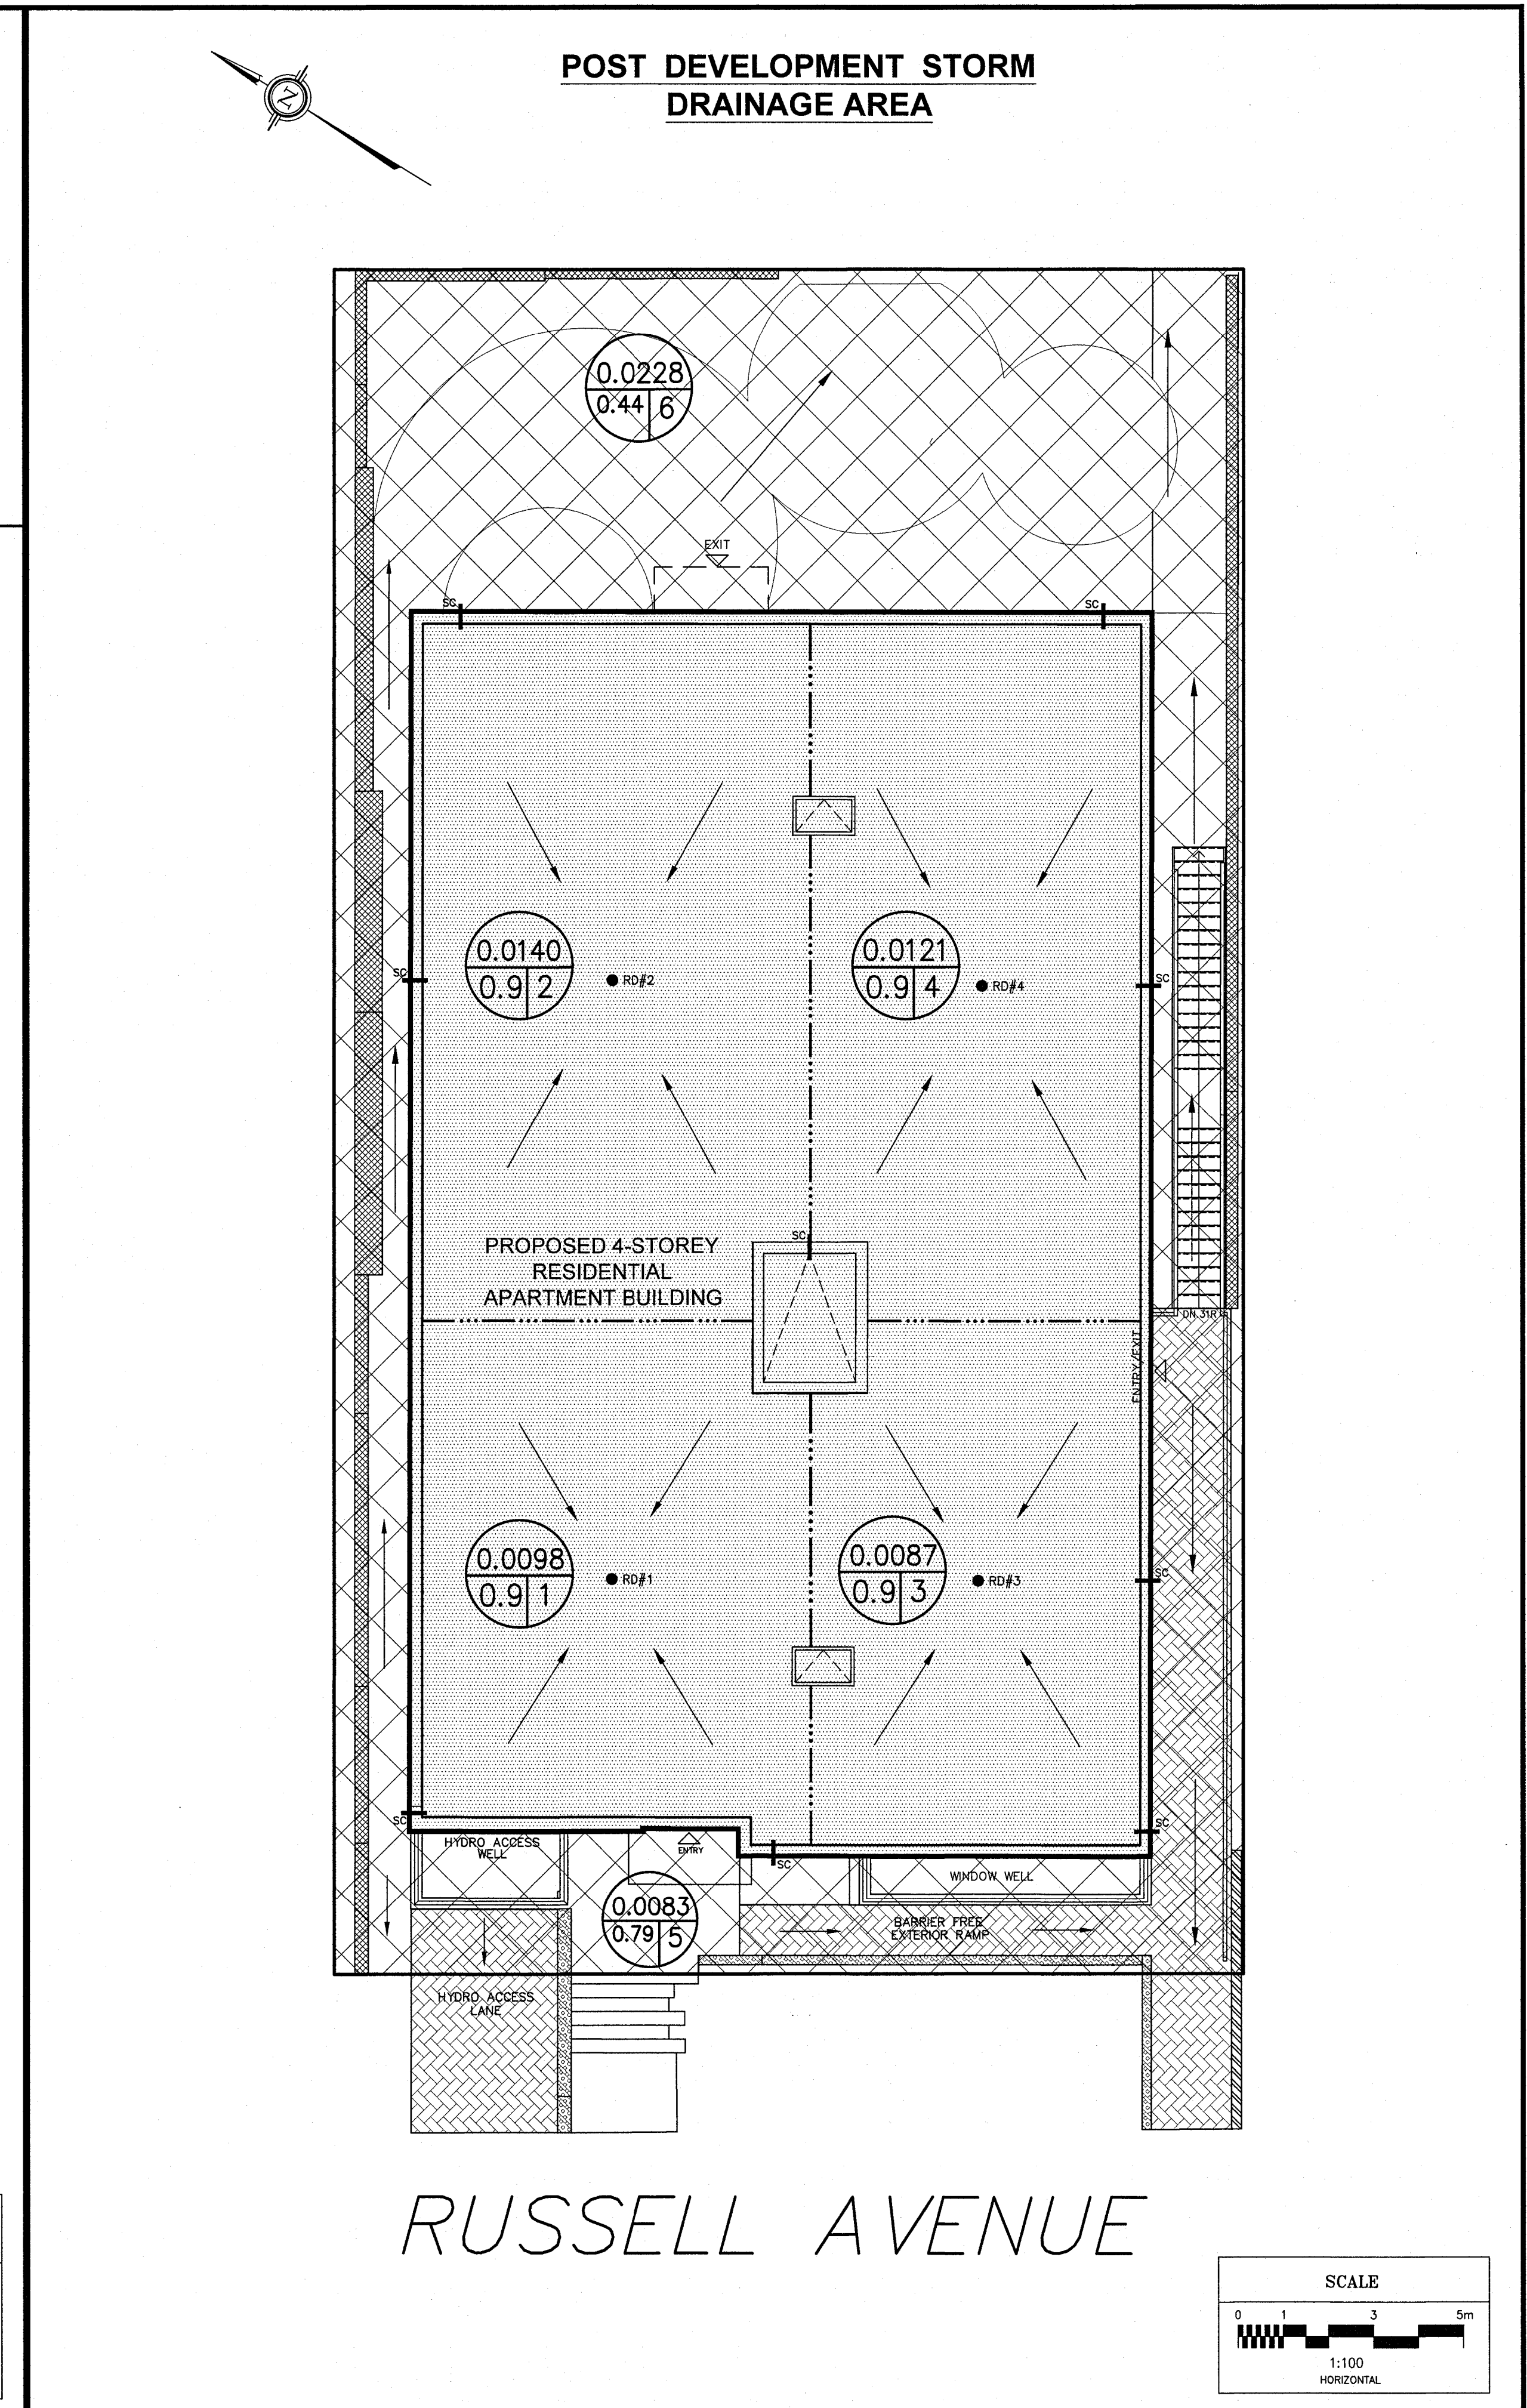 POST DEVELOPMENT STORM
DRAINAGE AREA
N
0.0228
0.44 6
EXIT
SC
SC
0.0140
0.9 2
RD#2
0.0121
0.9 4
RD#4
SC
SC
SC
PROPOSED 4-STOREY
RESIDENTIAL
APARTMENT BUILDING
DN.31R
ENTRY/EXIT
0.0098
0.9 1
RD#1
0.0087
0.9 3
RD#3
SC
SC
SC
SC
HYDRO ACCESS
WELL
ENTRY
WINDOW WELL
0.0083
0.79 5
BARRIER FREE
EXTERIOR RAMP
HYDRO ACCESS
LANE
RUSSELL AVENUE
SCALE
0 1 3 5m
1:100
HORIZONTAL